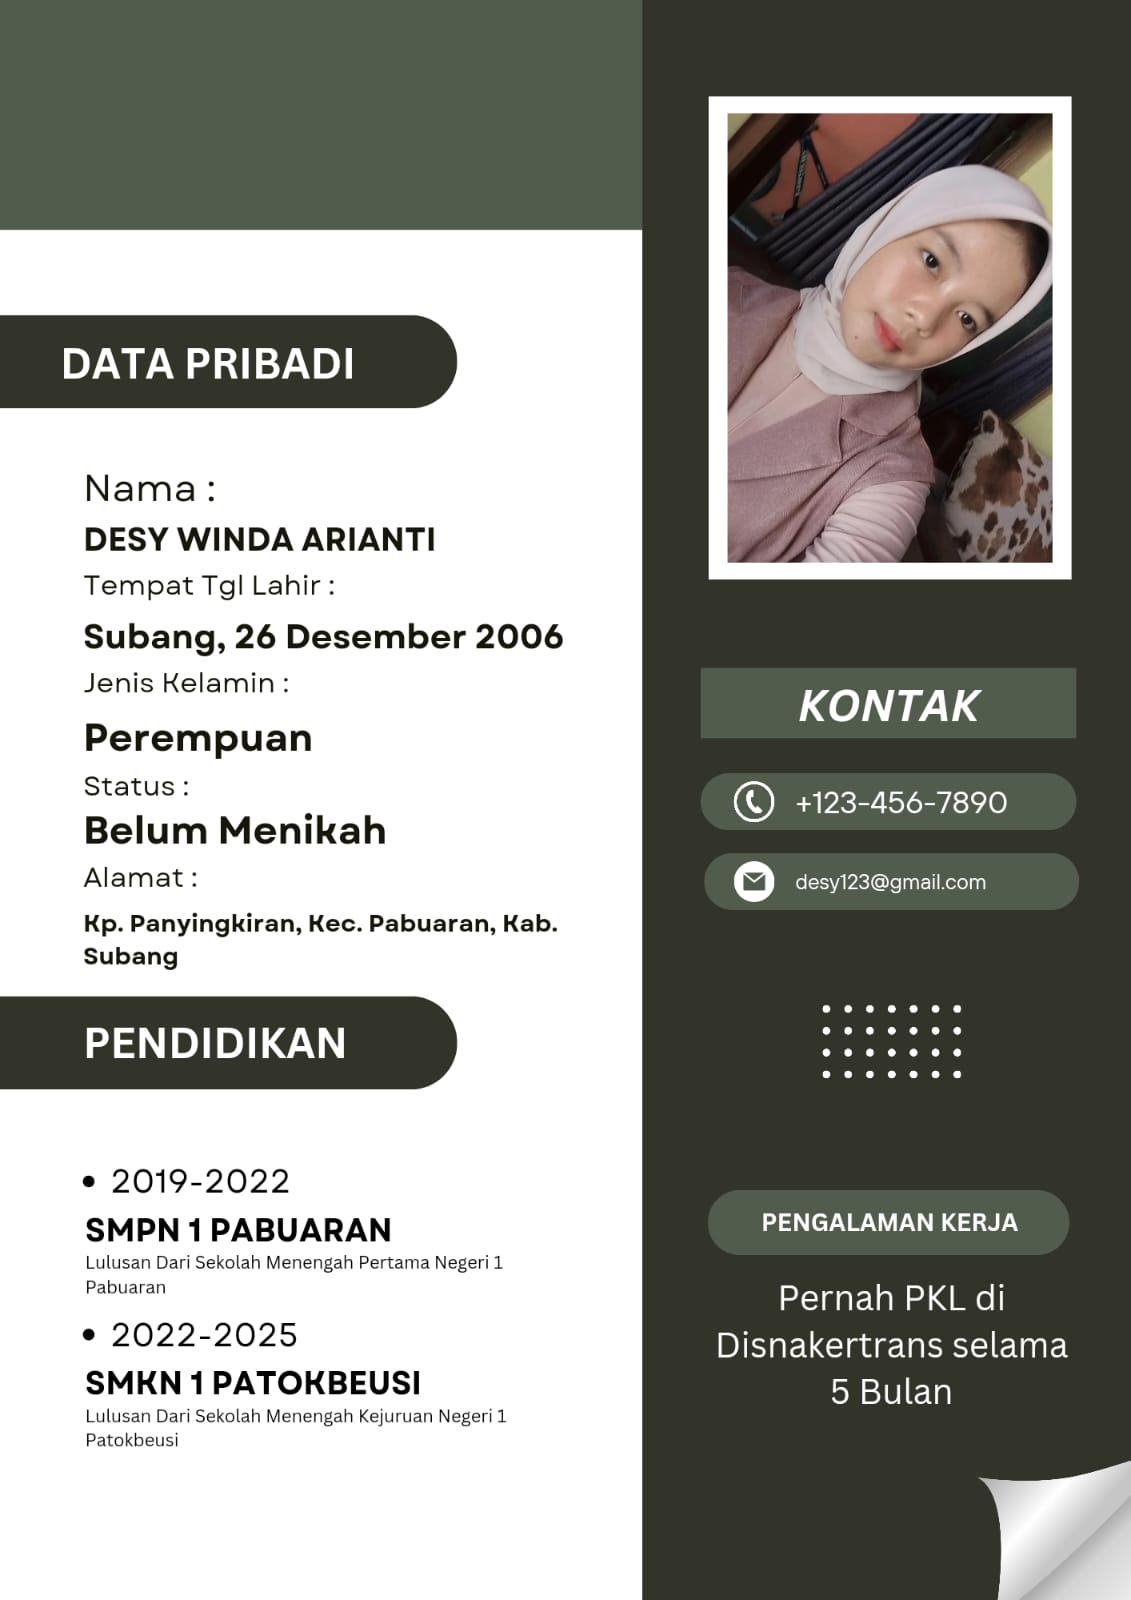 DATA PRIBADI
Nama :
DESY WINDA ARIANTI
Tempat Tgl Lahir :
Subang, 26 Desember 2006
Jenis Kelamin :
Perempuan
Status :
Belum Menikah
Alamat :
Kp. Panyingkiran, Kec. Pabuaran, Kab.
Subang
PENDIDIKAN
• 2019-2022
SMPN 1 PABUARAN
Lulusan Dari Sekolah Menengah Pertama Negeri 1
Pabuaran
• 2022-2025
SMKN 1 PATOKBEUSI
Lulusan Dari Sekolah Menengah Kejuruan Negeri 1
Patokbeusi
KONTAK
+123-456-7890
desy123@gmail.com
PENGALAMAN KERJA
Pernah PKL di
Disnakertrans selama
5 Bulan